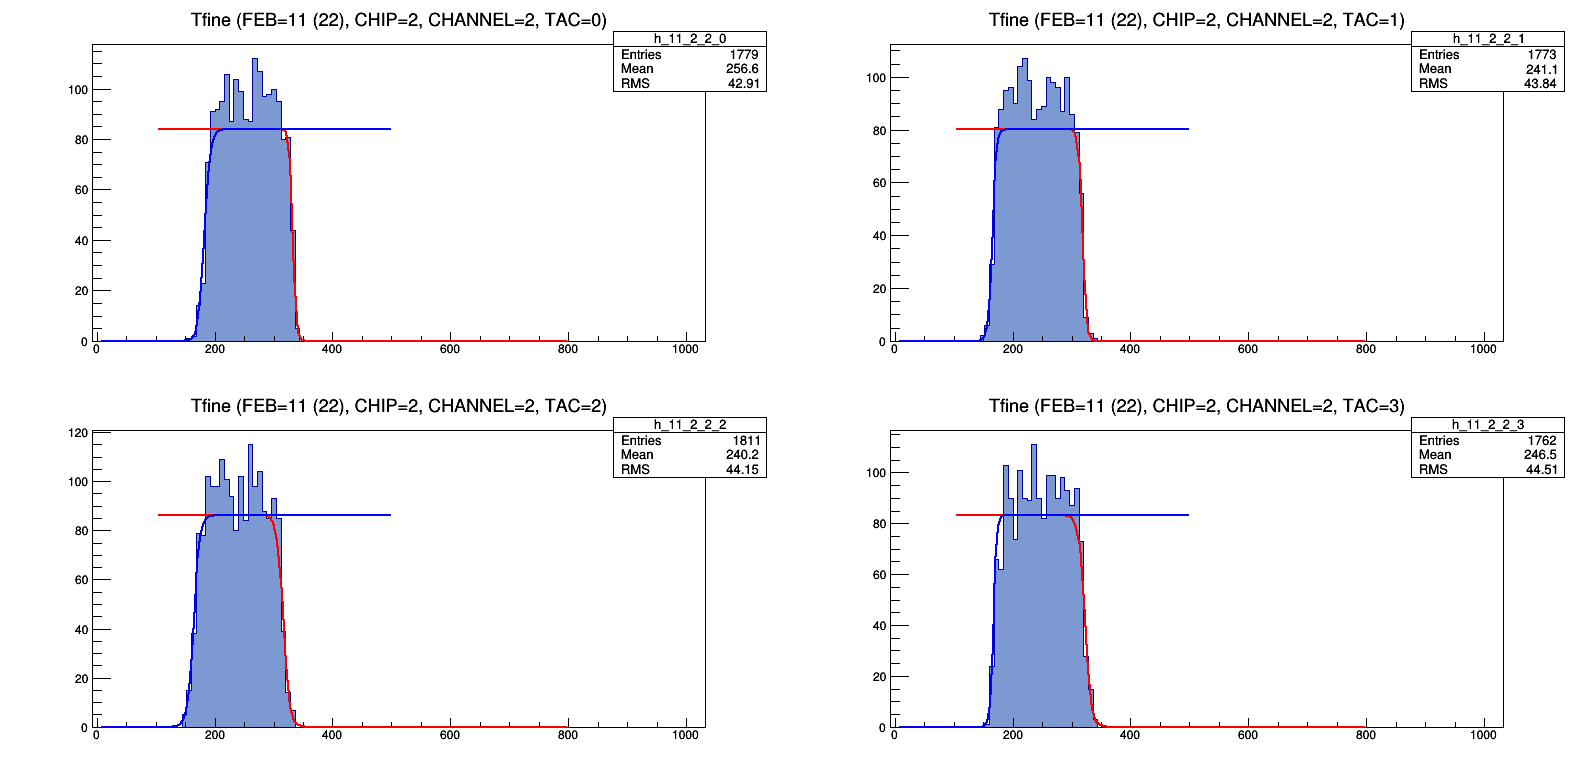 Tfine (FEB=11 (22), CHIP=2, CHANNEL=2, TAC=0)
h_11_2_2_0
Entries 1779
Mean 256.6
RMS 42.91
100
80
60
40
20
0
0 200 400 600 800 1000
Tfine (FEB=11 (22), CHIP=2, CHANNEL=2, TAC=1)
h_11_2_2_1
Entries 1773
Mean 241.1
RMS 43.84
100
80
60
40
20
0
0 200 400 600 800 1000
Tfine (FEB=11 (22), CHIP=2, CHANNEL=2, TAC=2)
h_11_2_2_2
Entries 1811
Mean 240.2
RMS 44.15
120
100
80
60
40
20
0
0 200 400 600 800 1000
Tfine (FEB=11 (22), CHIP=2, CHANNEL=2, TAC=3)
h_11_2_2_3
Entries 1762
Mean 246.5
RMS 44.51
100
80
60
40
20
0
0 200 400 600 800 1000